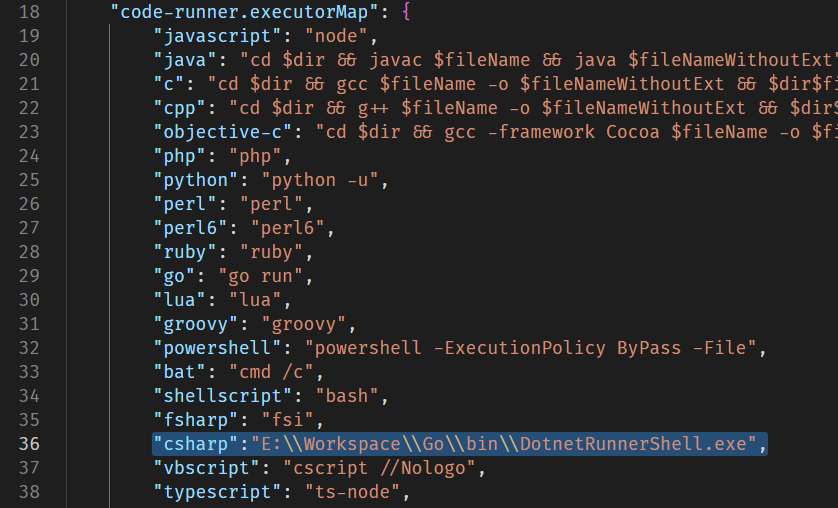 18 "code-runner.executorMap": {
19 "javascript": "node",
20 "java": "cd $dir && javac $fileName && java $fileNameWithoutExt"
21 "c": "cd $dir && gcc $fileName -o $fileNameWithoutExt && $dir$fi
22 "cpp": "cd $dir && g++ $fileName -o $fileNameWithoutExt && $dir$
23 "objective-c": "cd $dir && gcc -framework Cocoa $fileName -o $fi
24 "php": "php",
25 "python": "python -u",
26 "perl": "perl",
27 "perl6": "perl6",
28 "ruby": "ruby",
29 "go": "go run",
30 "lua": "lua",
31 "groovy": "groovy",
32 "powershell": "powershell -ExecutionPolicy ByPass -File",
33 "bat": "cmd /c",
34 "shellscript": "bash",
35 "fsharp": "fsi",
36 "csharp":"E:\\Workspace\\Go\\bin\\DotnetRunnerShell.exe",
37 "vbscript": "cscript //Nologo",
38 "typescript": "ts-node",